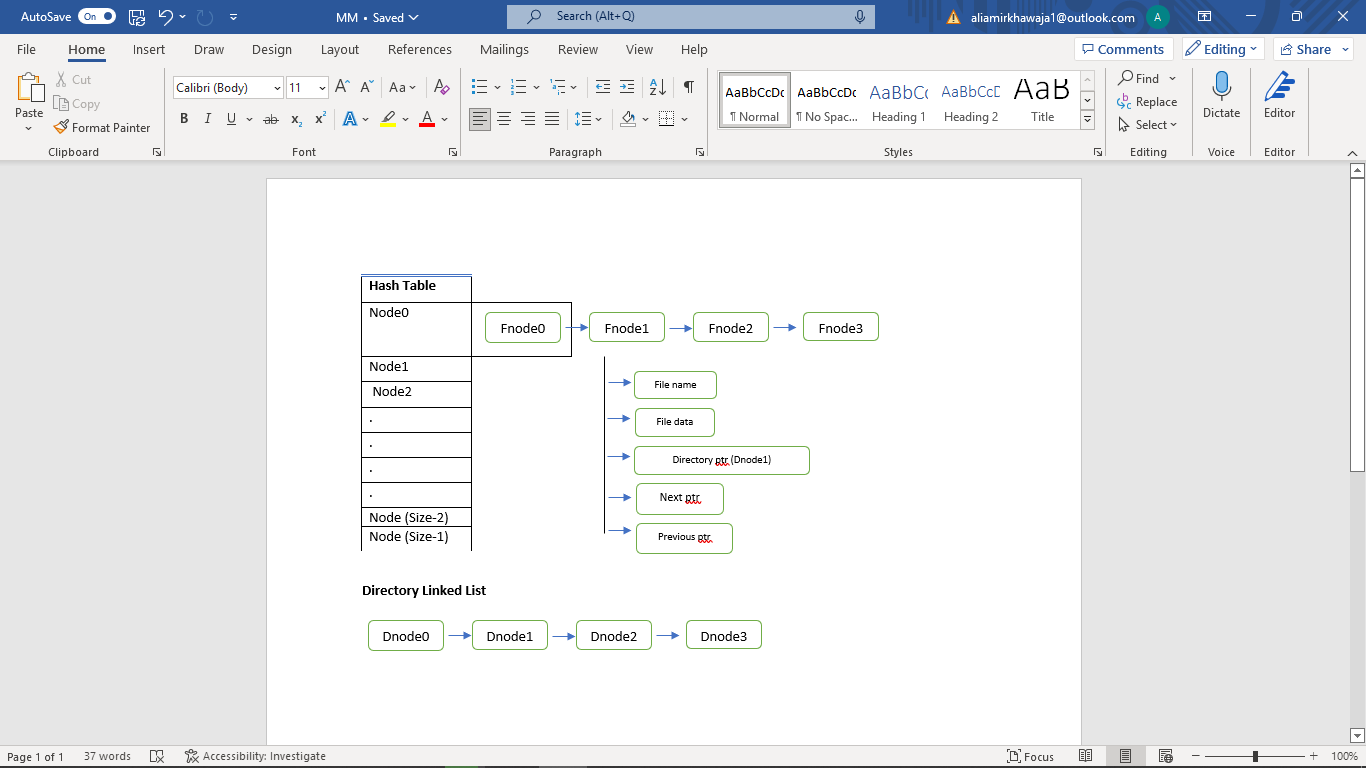 AutoSave On MM • Saved Search (Alt+Q) aliamirkhawaja1@outlook.com A
File Home Insert Draw Design Layout References Mailings Review View Help Comments Editing Share
Paste Cut Copy Format Painter
Calibri (Body) 11 A A Aa A
B I U ab x₂ x² A A
AaBbCcDc AaBbCcDc AaBbCc AaBbCcD AaB
¶ Normal ¶ No Spac... Heading 1 Heading 2 Title
Find Replace Select
Dictate Editor
Clipboard Font Paragraph Styles Editing Voice Editor
Hash Table
Node0 Fnode0 Fnode1 Fnode2 Fnode3
Node1
Node2
.
.
.
.
Node (Size-2)
Node (Size-1)
File name
File data
Directory ptr (Dnode1)
Next ptr
Previous ptr
Directory Linked List
Dnode0 Dnode1 Dnode2 Dnode3
Page 1 of 1 37 words Accessibility: Investigate Focus 100%